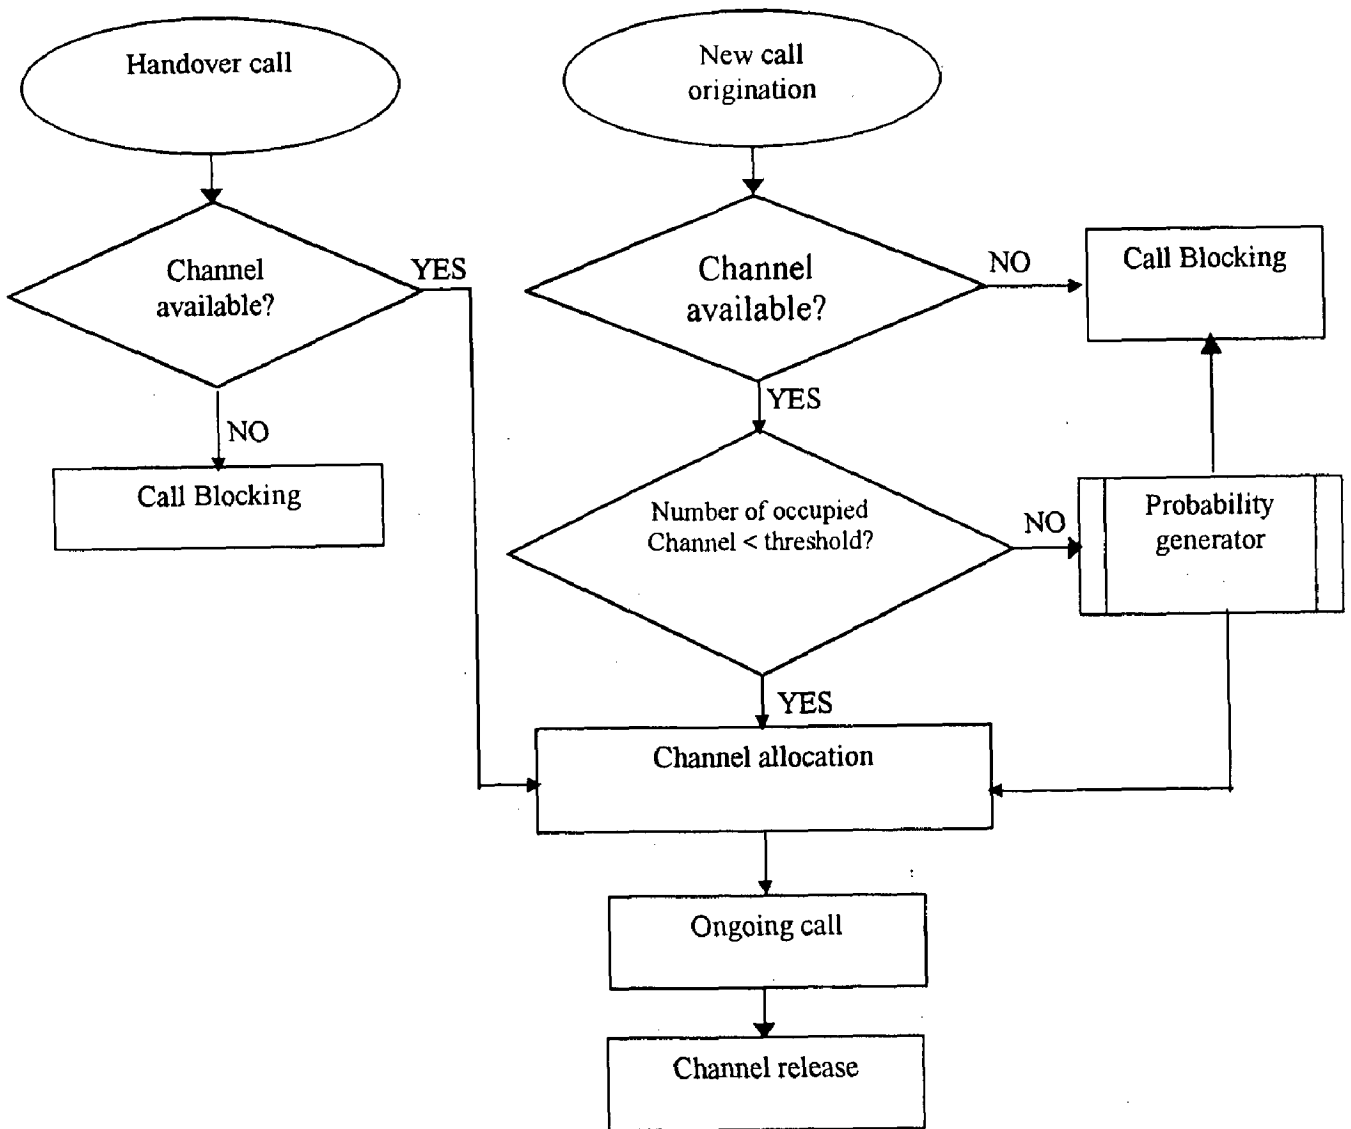 Handover call
New call
origination
Channel
available?
YES
NO
Call Blocking
Channel
available?
NO
Call Blocking
YES
Number of occupied
Channel < threshold?
NO
Probability
generator
YES
Channel allocation
Ongoing call
Channel release